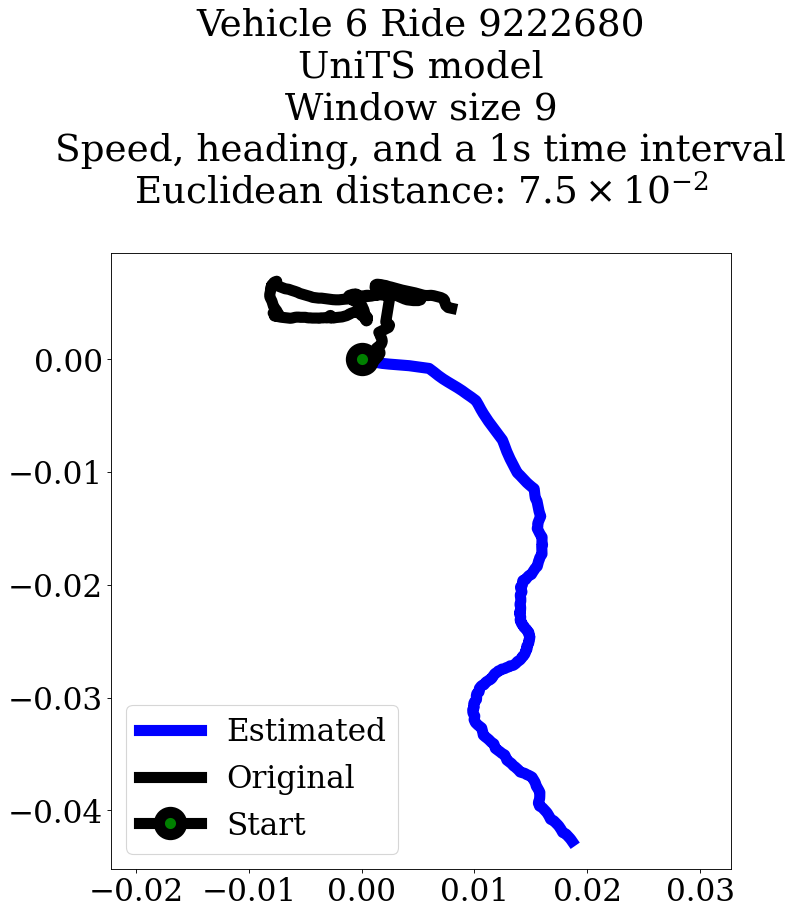 Vehicle 6 Ride 9222680
UniTS model
Window size 9
Speed, heading, and a 1s time interval
Euclidean distance: 7.5 × 10⁻²
0.00
−0.01
−0.02
−0.03
−0.04
Estimated
Original
Start
−0.02 −0.01 0.00 0.01 0.02 0.03